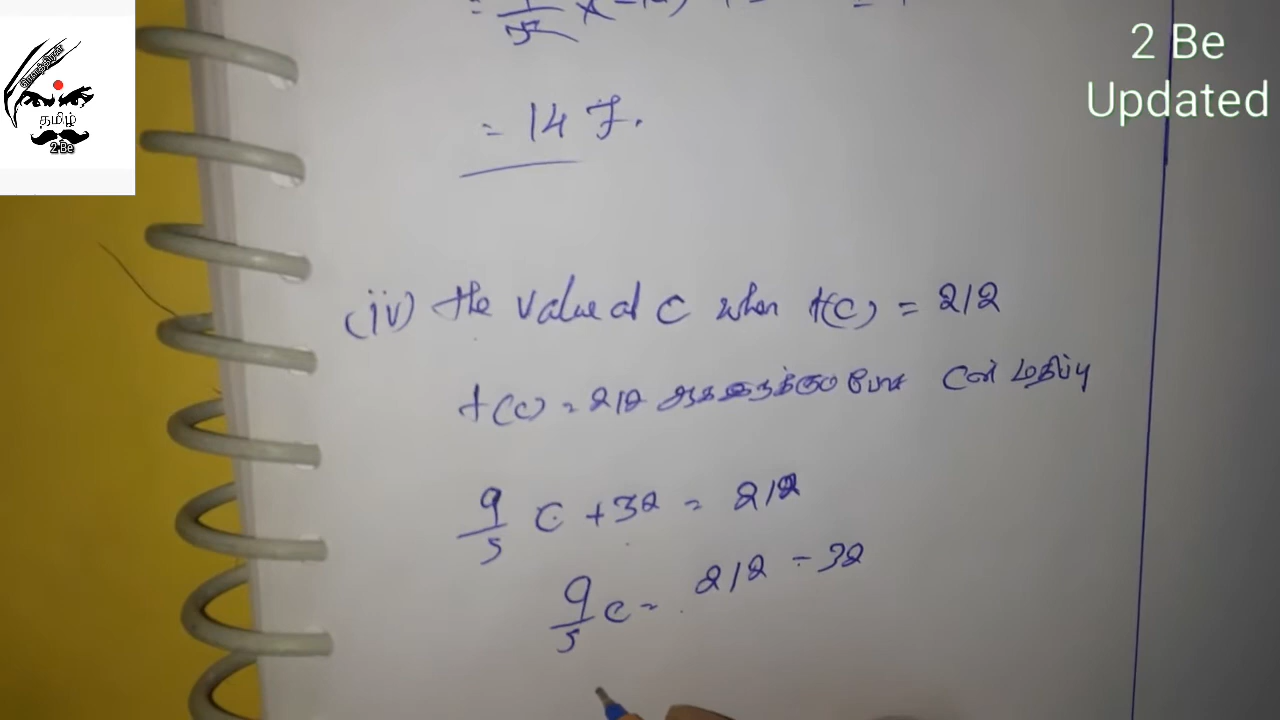 தமிழ்
2 Be
2 Be
Updated
= 14 F.
(iv) the value of C when t(C) = 212
t(C) = 212 ஆக இருக்கும் போது C ன் மதிப்பு
9/5 C + 32 = 212
9/5 C = 212 - 32